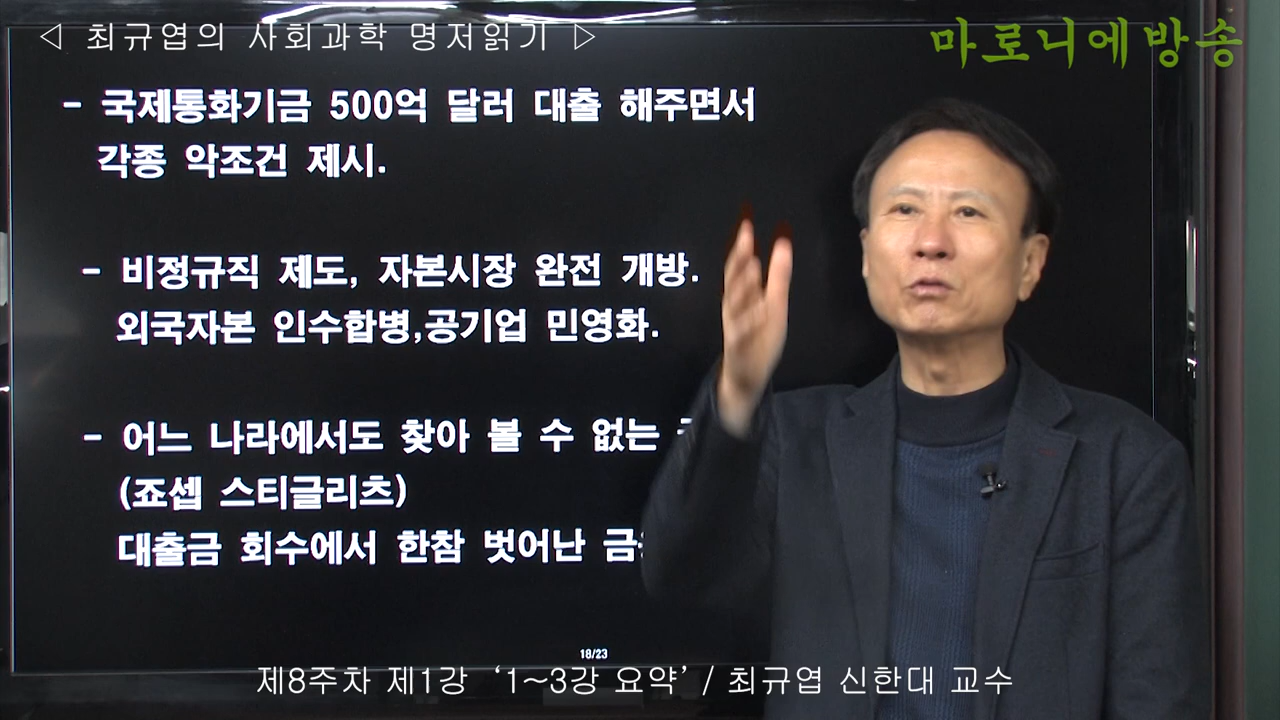 ◁ 최규엽의 사회과학 명저읽기 ▷
마로니에방송
- 국제통화기금 500억 달러 대출 해주면서
각종 악조건 제시.
- 비정규직 제도, 자본시장 완전 개방.
외국자본 인수합병,공기업 민영화.
- 어느 나라에서도 찾아 볼 수 없는
(죠셉 스티글리츠)
대출금 회수에서 한참 벗어난
18/23
제8주차 제1강 ‘1~3강 요약’ / 최규엽 신한대 교수